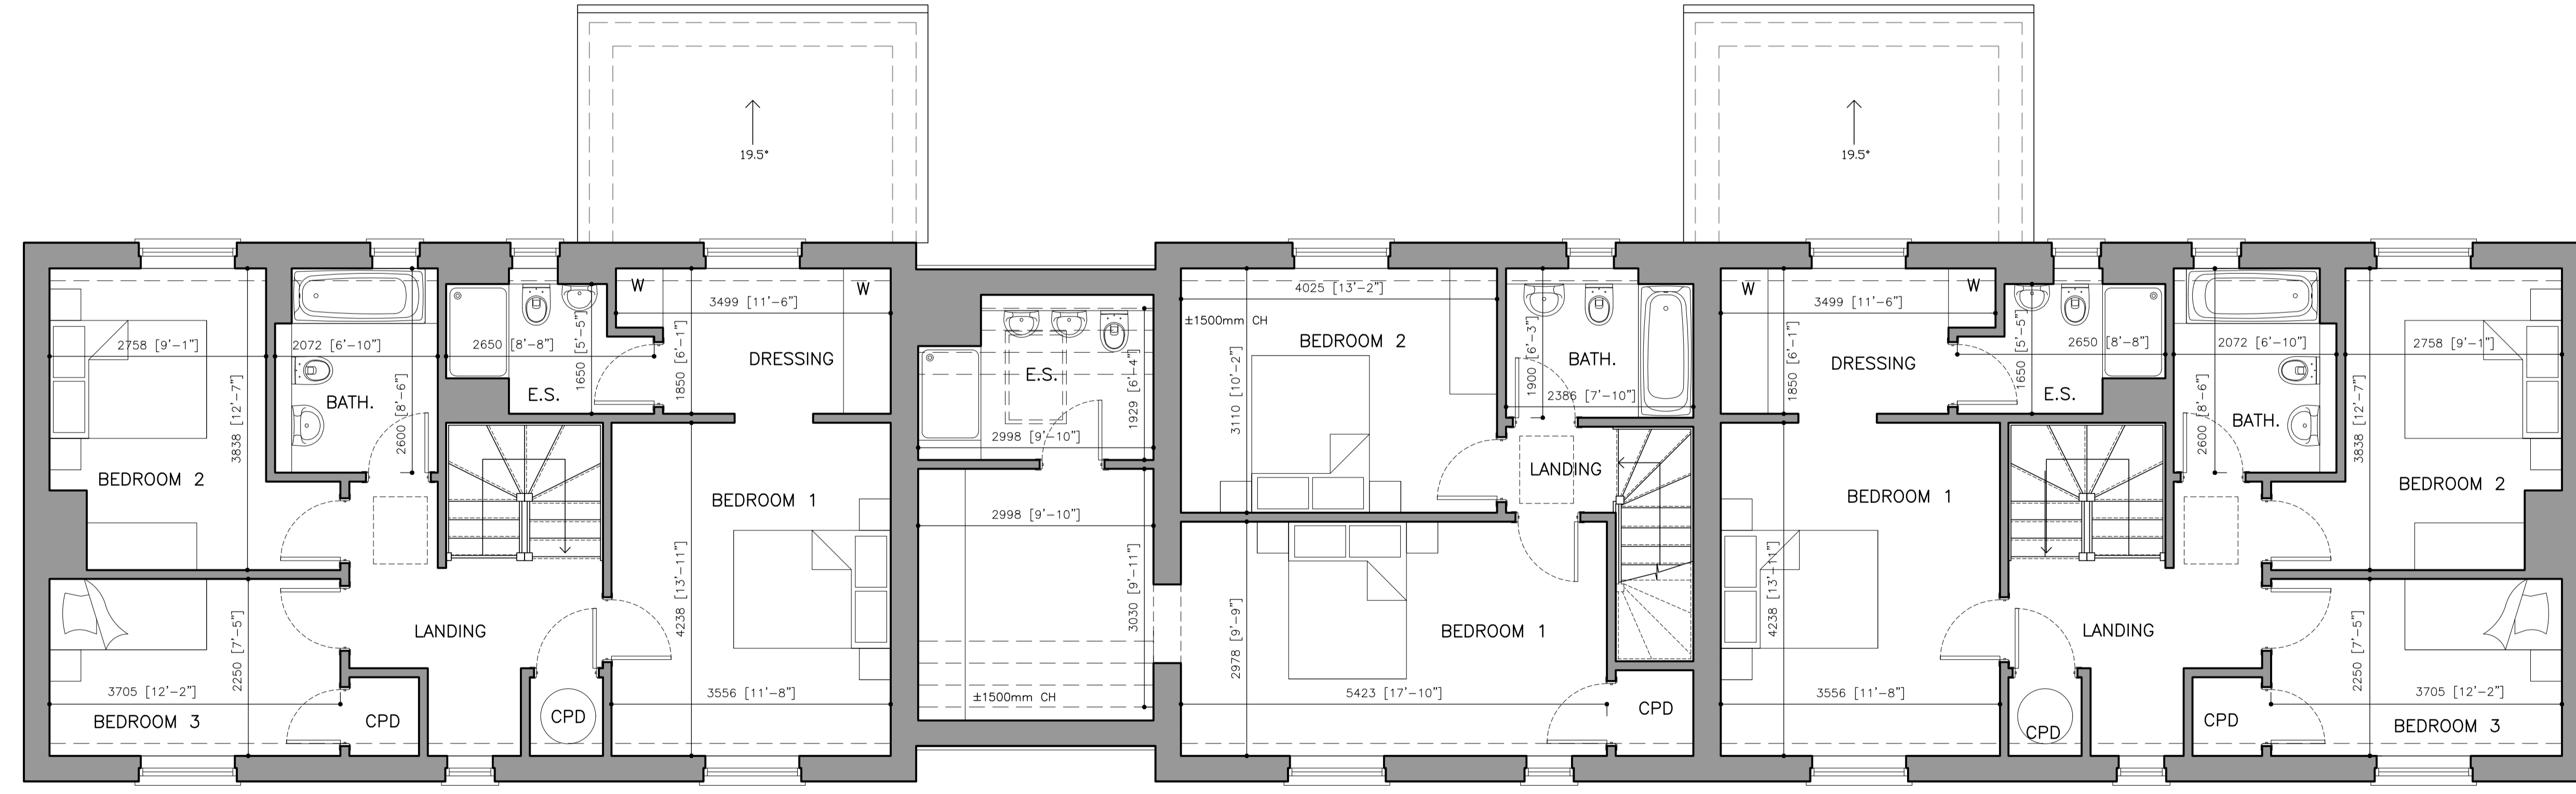 19.5°
19.5°
W
W
3499 [11'-6"]
2758 [9'-1"]
2072 [6'-10"]
2650 [8'-8"]
1650 [5'-5"]
1850 [6'-1"]
DRESSING
E.S.
BATH.
2600 [8'-6"]
3838 [12'-7"]
BEDROOM 2
BEDROOM 1
4238 [13'-11"]
LANDING
2250 [7'-5"]
3705 [12'-2"]
3556 [11'-8"]
BEDROOM 3
CPD
CPD
E.S.
1929 [6'-4"]
2998 [9'-10"]
2998 [9'-10"]
3030 [9'-11"]
±1500mm CH
4025 [13'-2"]
±1500mm CH
BEDROOM 2
3110 [10'-2"]
1900 [6'-3"]
BATH.
2386 [7'-10"]
LANDING
BEDROOM 1
2978 [9'-9"]
5423 [17'-10"]
CPD
W
W
3499 [11'-6"]
1850 [6'-1"]
DRESSING
1650 [5'-5"]
2650 [8'-8"]
2072 [6'-10"]
2758 [9'-1"]
E.S.
BATH.
2600 [8'-6"]
3838 [12'-7"]
BEDROOM 2
BEDROOM 1
4238 [13'-11"]
LANDING
2250 [7'-5"]
3556 [11'-8"]
3705 [12'-2"]
CPD
CPD
BEDROOM 3